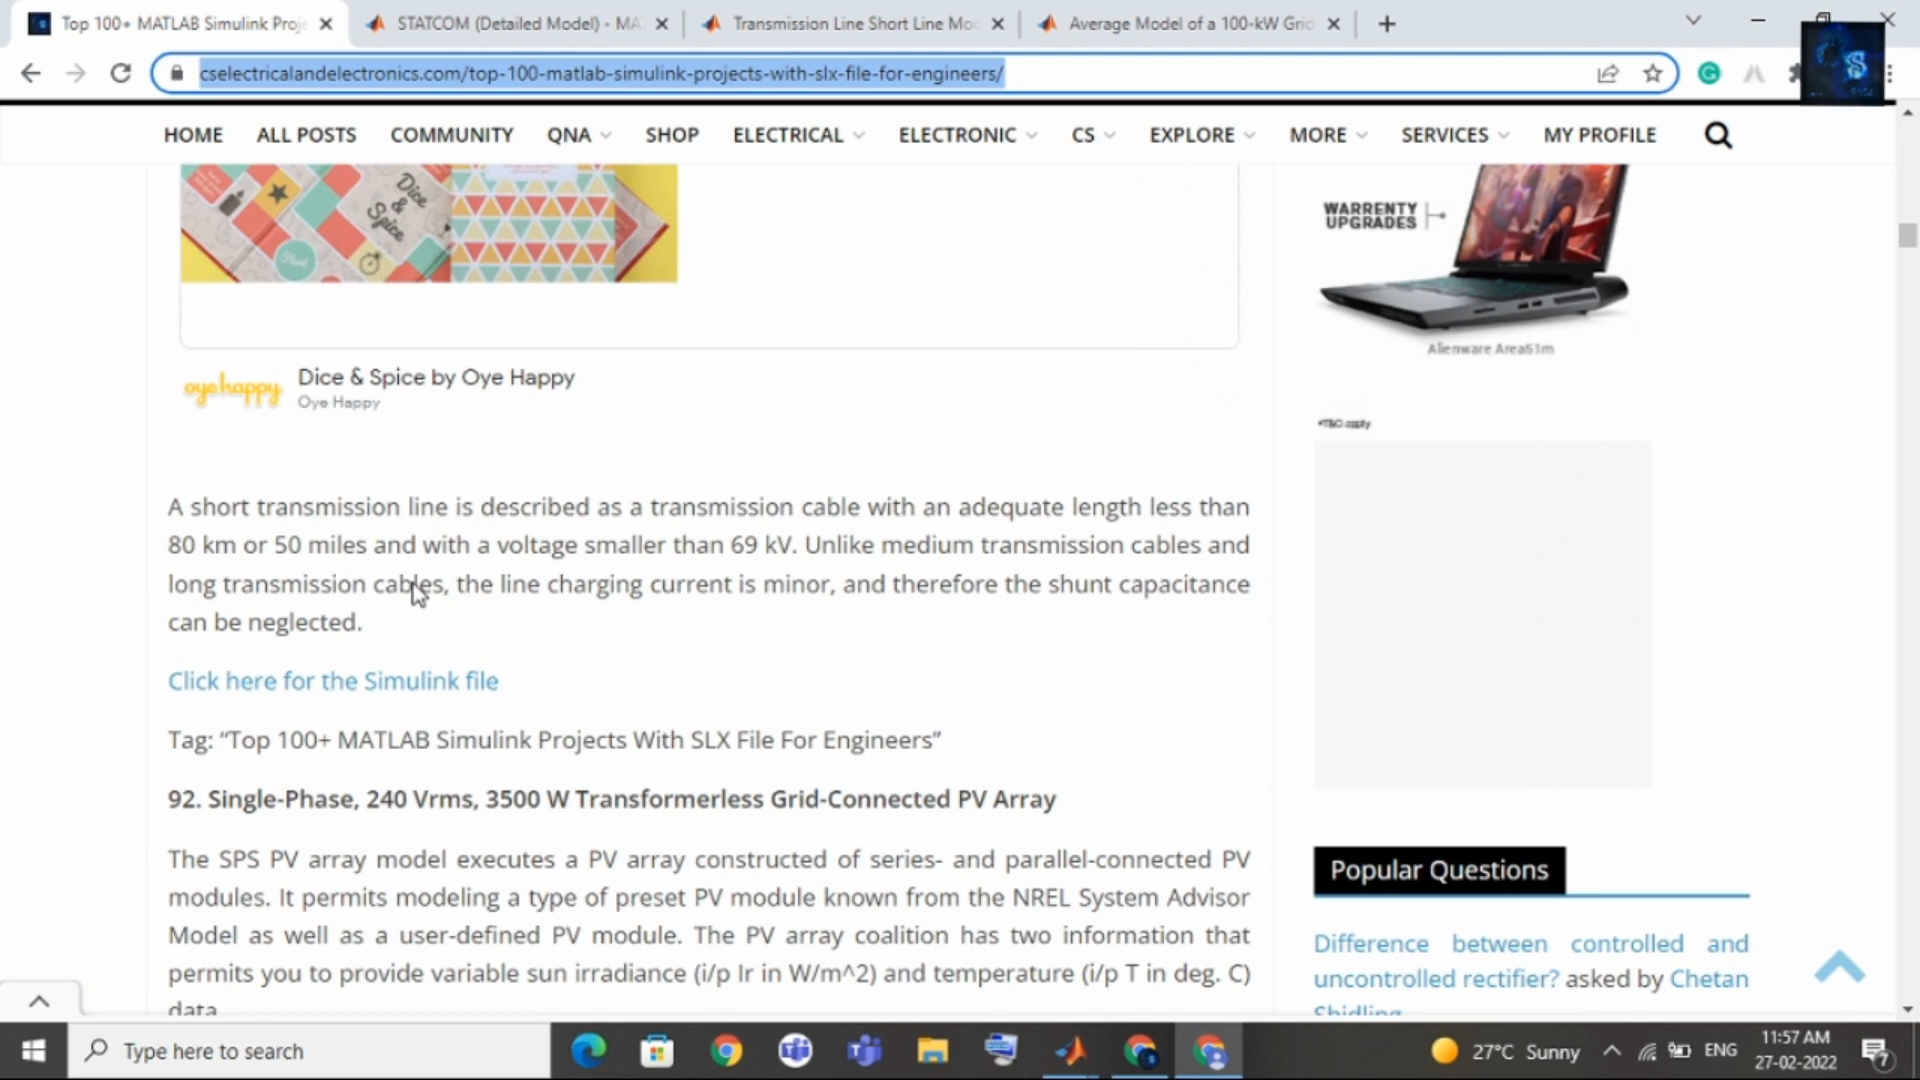 Top 100+ MATLAB Simulink Proje
STATCOM (Detailed Model) - MA
Transmission Line Short Line Mod
Average Model of a 100-kW Grid
cselectricalandelectronics.com/top-100-matlab-simulink-projects-with-slx-file-for-engineers/
HOME ALL POSTS COMMUNITY QNA SHOP ELECTRICAL ELECTRONIC CS EXPLORE MORE SERVICES MY PROFILE
Dice & Spice
WARRENTY UPGRADES
Alienware Area51m
oye happy
Dice & Spice by Oye Happy
Oye Happy
*T&C apply
A short transmission line is described as a transmission cable with an adequate length less than
80 km or 50 miles and with a voltage smaller than 69 kV. Unlike medium transmission cables and
long transmission cables, the line charging current is minor, and therefore the shunt capacitance
can be neglected.
Click here for the Simulink file
Tag: “Top 100+ MATLAB Simulink Projects With SLX File For Engineers”
92. Single-Phase, 240 Vrms, 3500 W Transformerless Grid-Connected PV Array
The SPS PV array model executes a PV array constructed of series- and parallel-connected PV
modules. It permits modeling a type of preset PV module known from the NREL System Advisor
Model as well as a user-defined PV module. The PV array coalition has two information that
permits you to provide variable sun irradiance (i/p Ir in W/m^2) and temperature (i/p T in deg. C)
data
Popular Questions
Difference between controlled and
uncontrolled rectifier? asked by Chetan
Shidling
Type here to search
27°C Sunny
ENG
11:57 AM
27-02-2022
7